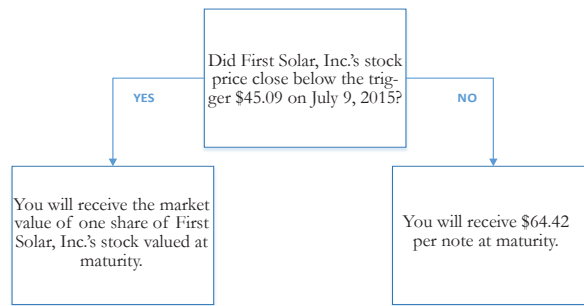 Did First Solar, Inc.'s stock
price close below the trig-
ger $45.09 on July 9, 2015?
YES
NO
You will receive the market
value of one share of First
Solar, Inc.'s stock valued at
maturity.
You will receive $64.42
per note at maturity.